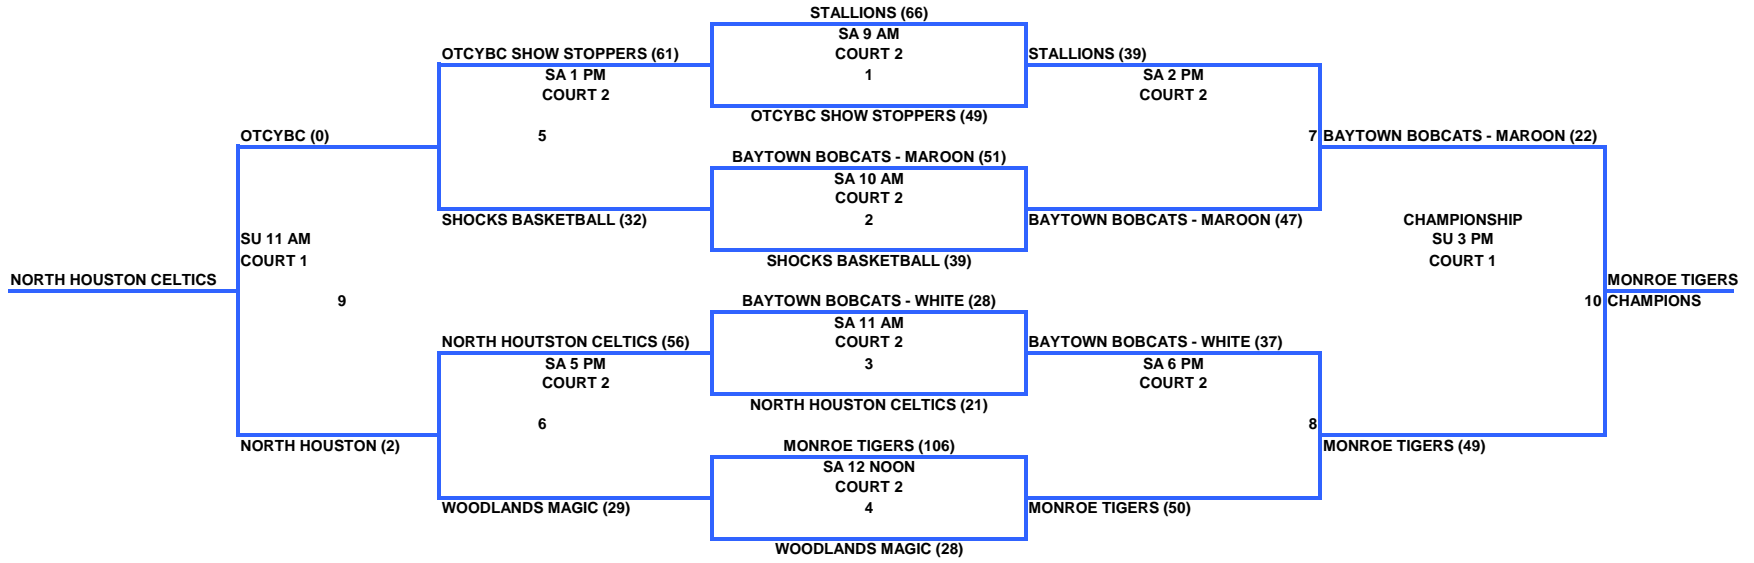 STALLIONS (66)
SA 9 AM
OTCYBC SHOW STOPPERS (61)
COURT 2
STALLIONS (39)
SA 1 PM
1
SA 2 PM
COURT 2
COURT 2
OTCYBC SHOW STOPPERS (49)
OTCYBC (0)
5
7 BAYTOWN BOBCATS - MAROON (22)
BAYTOWN BOBCATS - MAROON (51)
SA 10 AM
COURT 2
SHOCKS BASKETBALL (32)
2
BAYTOWN BOBCATS - MAROON (47)
CHAMPIONSHIP
SU 11 AM
SU 3 PM
COURT 1
SHOCKS BASKETBALL (39)
COURT 1
NORTH HOUSTON CELTICS
MONROE TIGERS
9
BAYTOWN BOBCATS - WHITE (28)
10 CHAMPIONS
SA 11 AM
NORTH HOUTSTON CELTICS (56)
COURT 2
BAYTOWN BOBCATS - WHITE (37)
SA 5 PM
3
SA 6 PM
COURT 2
COURT 2
NORTH HOUSTON CELTICS (21)
6
8
NORTH HOUSTON (2)
MONROE TIGERS (106)
MONROE TIGERS (49)
SA 12 NOON
COURT 2
WOODLANDS MAGIC (29)
4
MONROE TIGERS (50)
WOODLANDS MAGIC (28)